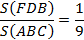 S(FDB)/S(ABC) = 1/9